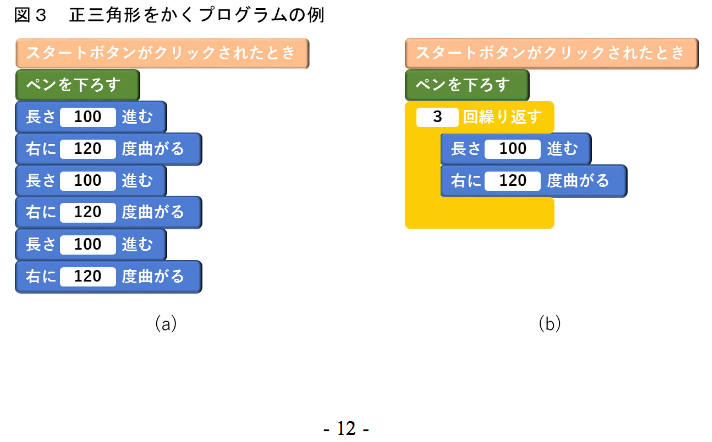 図３　正三角形をかくプログラムの例
スタートボタンがクリックされたとき
ペンを下ろす
長さ 100 進む
右に 120 度曲がる
長さ 100 進む
右に 120 度曲がる
長さ 100 進む
右に 120 度曲がる
(a)
スタートボタンがクリックされたとき
ペンを下ろす
3 回繰り返す
長さ 100 進む
右に 120 度曲がる
(b)
- 12 -